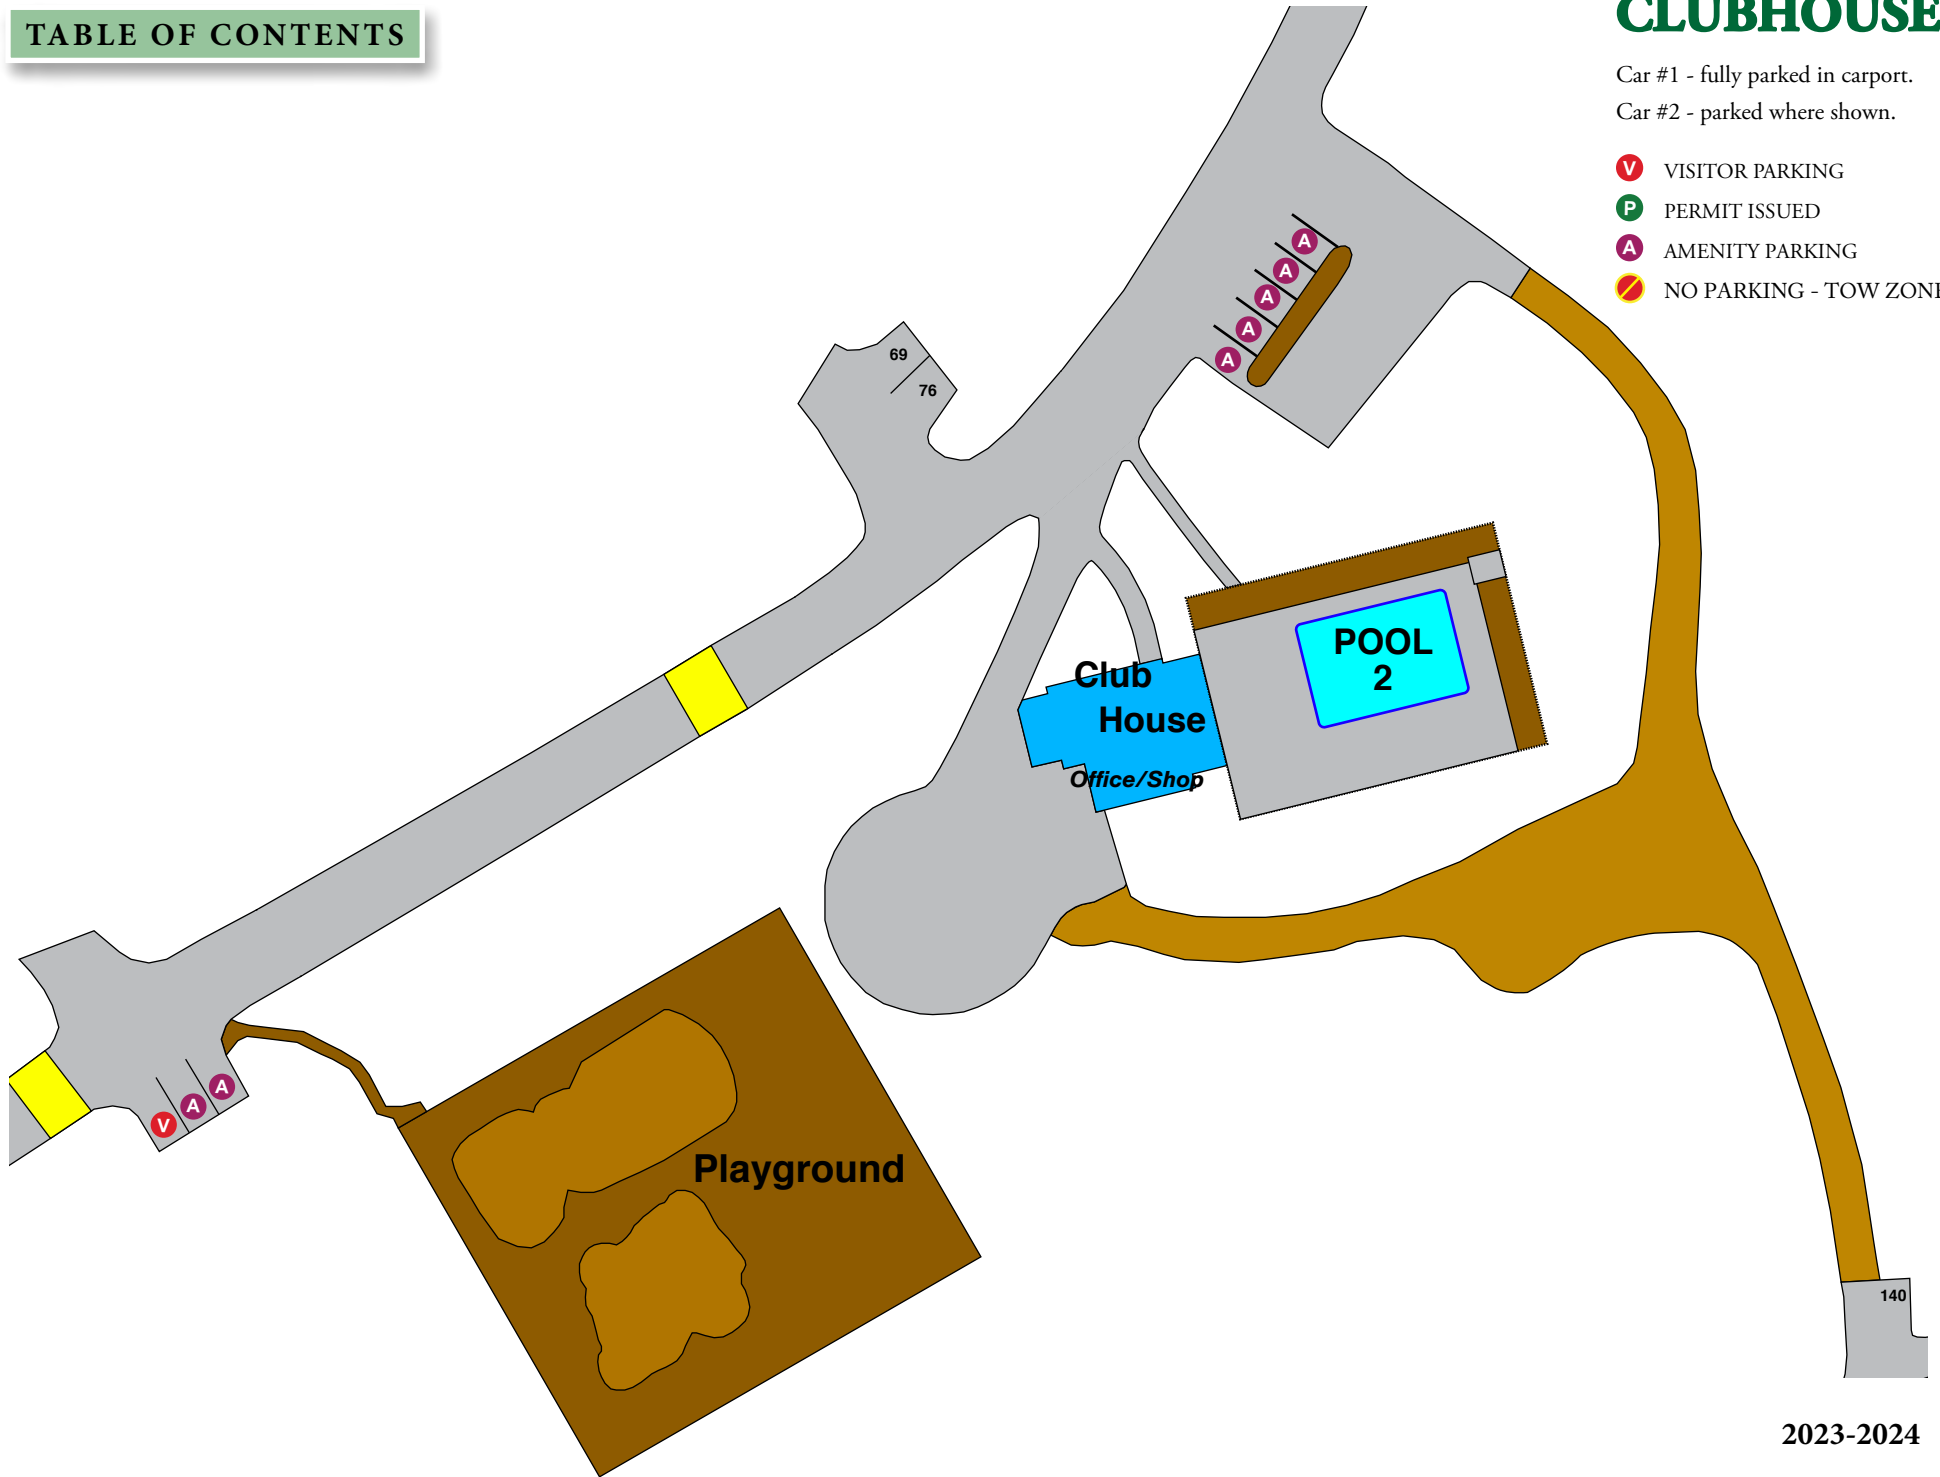 TABLE OF CONTENTS
CLUBHOUSE
Car #1 - fully parked in carport.
Car #2 - parked where shown.
V VISITOR PARKING
P PERMIT ISSUED
A AMENITY PARKING
NO PARKING - TOW ZONE
A
A
A
A
A
69
76
POOL
2
Club
House
Office/Shop
A
A
V
Playground
140
2023-2024